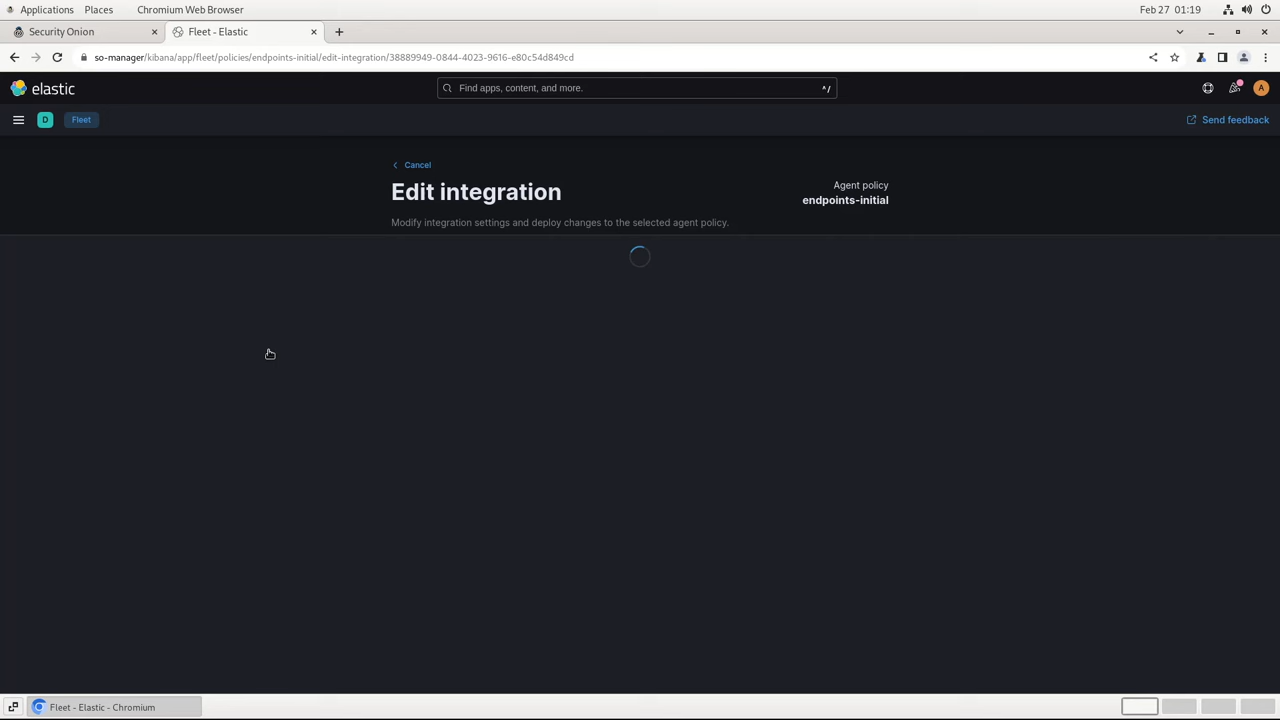 Applications Places Chromium Web Browser Feb 27 01:19
Security Onion × Fleet - Elastic × +
so-manager/kibana/app/fleet/policies/endpoints-initial/edit-integration/38889949-0844-4023-9616-e80c54d849cd
elastic Find apps, content, and more. ^/ A
D Fleet Send feedback
Cancel
Edit integration
Agent policy
endpoints-initial
Modify integration settings and deploy changes to the selected agent policy.
Fleet - Elastic - Chromium